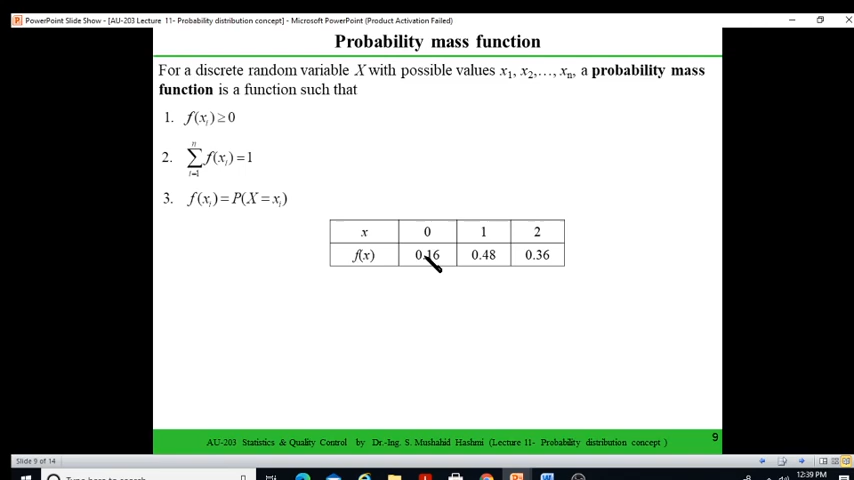 PowerPoint Slide Show - [AU-203 Lecture 11- Probability distribution concept] - Microsoft PowerPoint (Product Activation Failed)
Probability mass function
For a discrete random variable X with possible values x₁, x₂,…, xₙ, a probability mass
function is a function such that
1. f(xᵢ) ≥ 0
2. ∑ⁿᵢ₌₁ f(xᵢ) = 1
3. f(xᵢ) = P(X = xᵢ)
x 0 1 2
f(x) 0.16 0.48 0.36
9
AU-203 Statistics & Quality Control by Dr.-Ing. S. Mushahid Hashmi (Lecture 11- Probability distribution concept )
Slide 9 of 14
12:39 PM